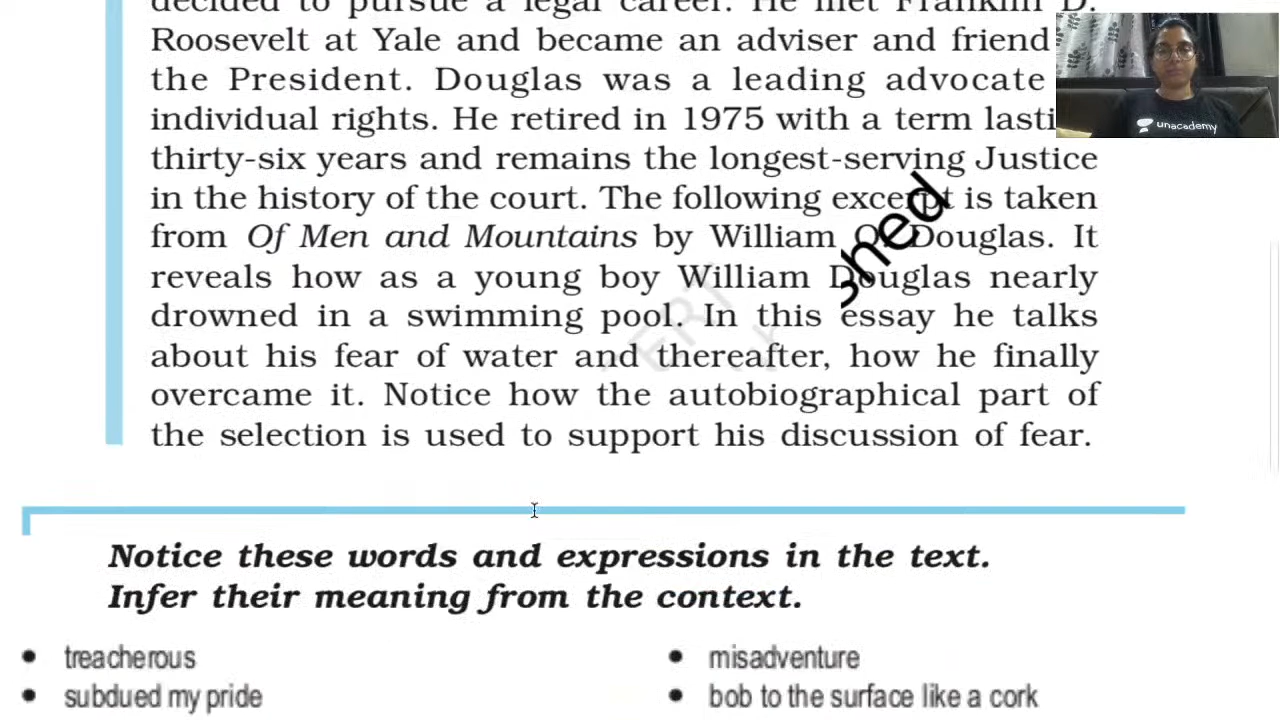 decided to pursue a legal career. He met Franklin D.
Roosevelt at Yale and became an adviser and friend
the President. Douglas was a leading advocate
individual rights. He retired in 1975 with a term lasti
thirty-six years and remains the longest-serving Justice
in the history of the court. The following excerpt is taken
from Of Men and Mountains by William O. Douglas. It
reveals how as a young boy William Douglas nearly
drowned in a swimming pool. In this essay he talks
about his fear of water and thereafter, how he finally
overcame it. Notice how the autobiographical part of
the selection is used to support his discussion of fear.
Notice these words and expressions in the text.
Infer their meaning from the context.
• treacherous
• subdued my pride
• misadventure
• bob to the surface like a cork
shed
unacademy